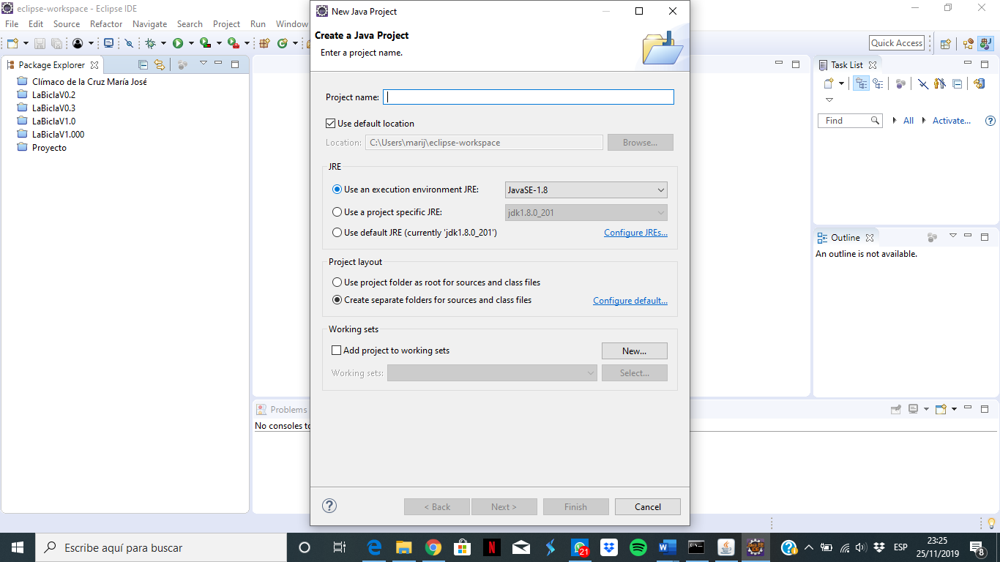 eclipse-workspace - Eclipse IDE
File Edit Source Refactor Navigate Search Project Run Window
Quick Access
Package Explorer
Clímaco de la Cruz María José
LaBiclaV0.2
LaBiclaV0.3
LaBiclaV1.0
LaBiclaV1.000
Proyecto
New Java Project
Create a Java Project
Enter a project name.
Project name:
Use default location
Location: C:\Users\marij\eclipse-workspace Browse...
JRE
Use an execution environment JRE: JavaSE-1.8
Use a project specific JRE: jdk1.8.0_201
Use default JRE (currently 'jdk1.8.0_201') Configure JREs...
Project layout
Use project folder as root for sources and class files
Create separate folders for sources and class files Configure default...
Working sets
Add project to working sets New...
Working sets: Select...
< Back Next > Finish Cancel
Problems
No consoles to
Task List
Find All Activate...
Outline
An outline is not available.
Escribe aquí para buscar
21
Java EE
IDE
ESP
23:25
25/11/2019
8